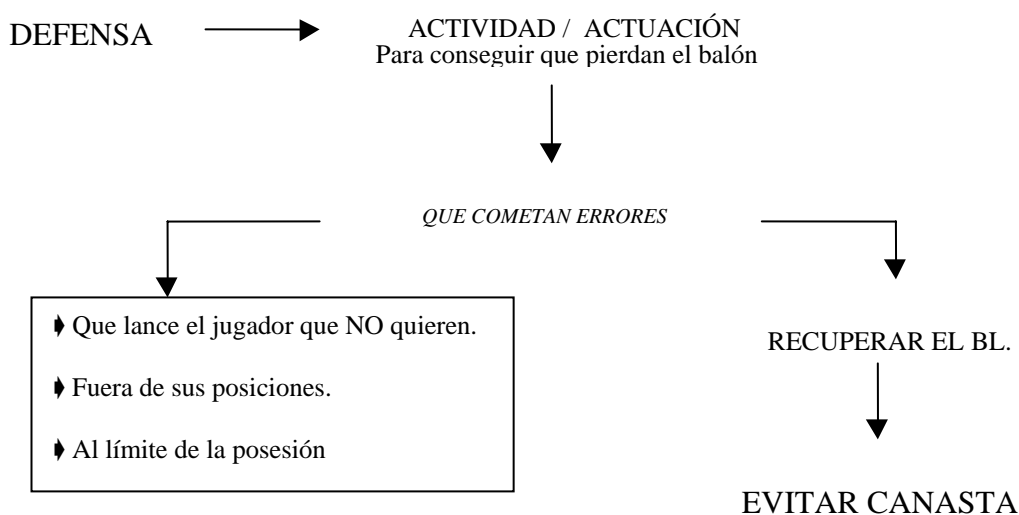 DEFENSA
ACTIVIDAD / ACTUACIÓN
Para conseguir que pierdan el balón
QUE COMETAN ERRORES
Que lance el jugador que NO quieren.
Fuera de sus posiciones.
Al límite de la posesión
RECUPERAR EL BL.
EVITAR CANASTA